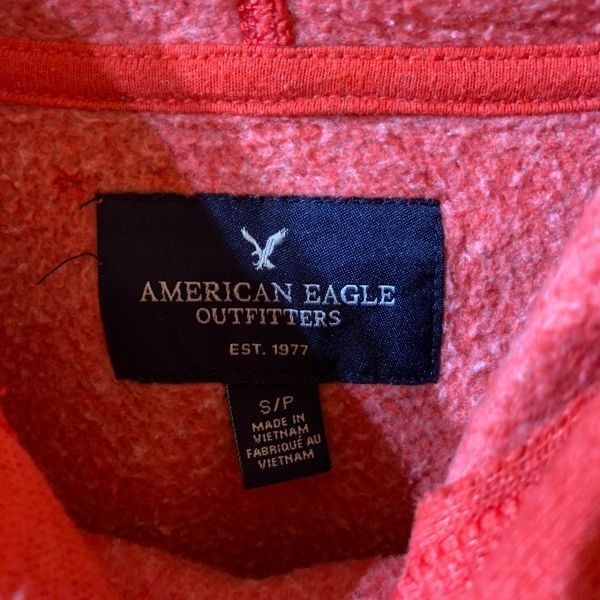 AMERICAN EAGLE
OUTFITTERS
EST. 1977
S/P
MADE IN
VIETNAM
FABRIQUÉ AU
VIETNAM